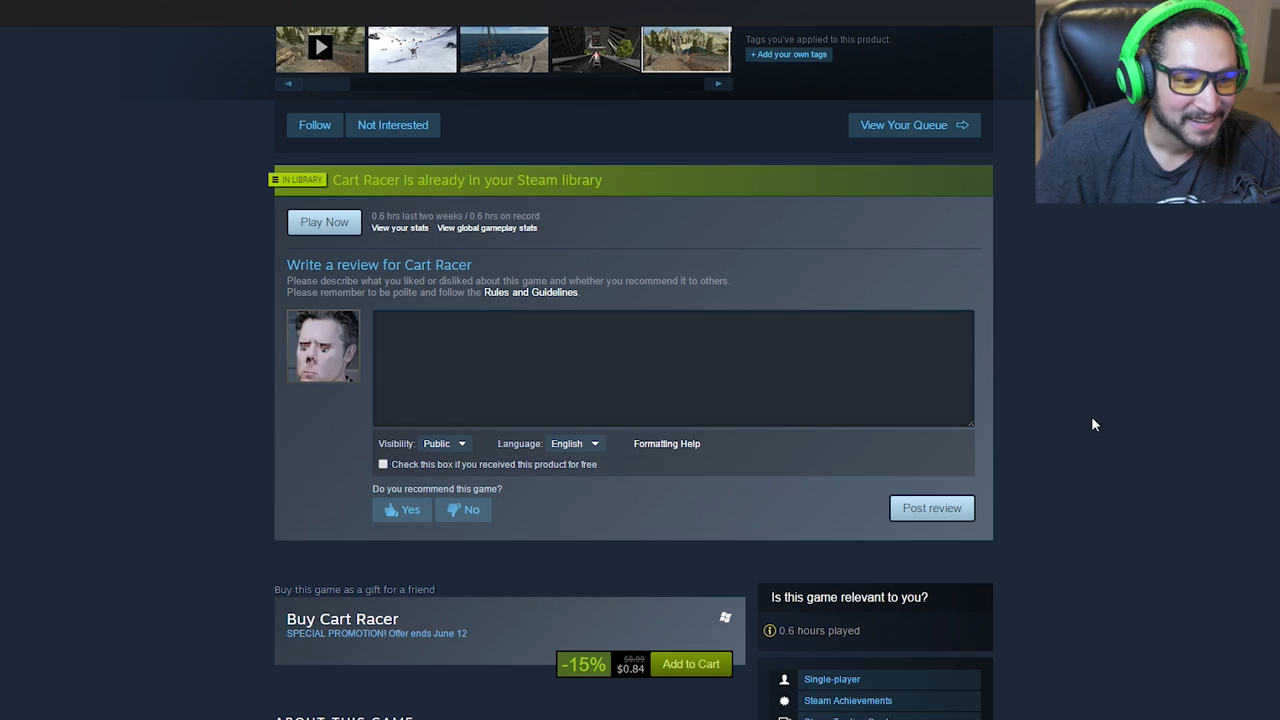 Tags you've applied to this product:
+ Add your own tags
Follow
Not Interested
View Your Queue
IN LIBRARY
Cart Racer is already in your Steam library
Play Now
0.6 hrs last two weeks / 0.6 hrs on record
View your stats View global gameplay stats
Write a review for Cart Racer
Please describe what you liked or disliked about this game and whether you recommend it to others.
Please remember to be polite and follow the Rules and Guidelines.
Visibility: Public Language: English Formatting Help
Check this box if you received this product for free
Do you recommend this game?
Yes
No
Post review
Buy this game as a gift for a friend
Buy Cart Racer
SPECIAL PROMOTION! Offer ends June 12
-15%
$0.99
$0.84
Add to Cart
Is this game relevant to you?
0.6 hours played
Single-player
Steam Achievements
ABOUT THIS GAME